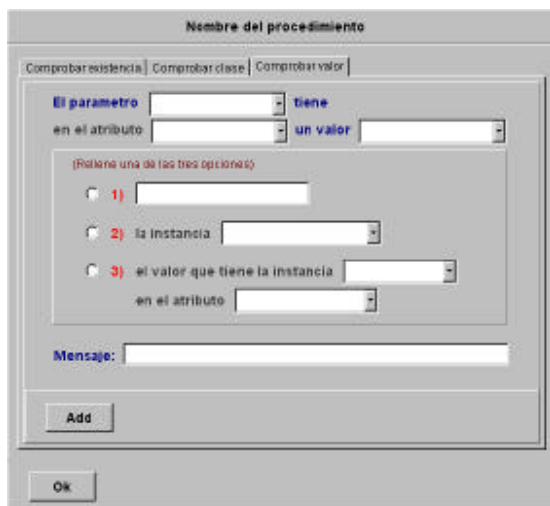 Nombre del procedimiento
Comprobar existencia Comprobar clase Comprobar valor
El parametro tiene
en el atributo un valor
(Rellene una de las tres opciones)
1)
2) la instancia
3) el valor que tiene la instancia
en el atributo
Mensaje:
Add
Ok